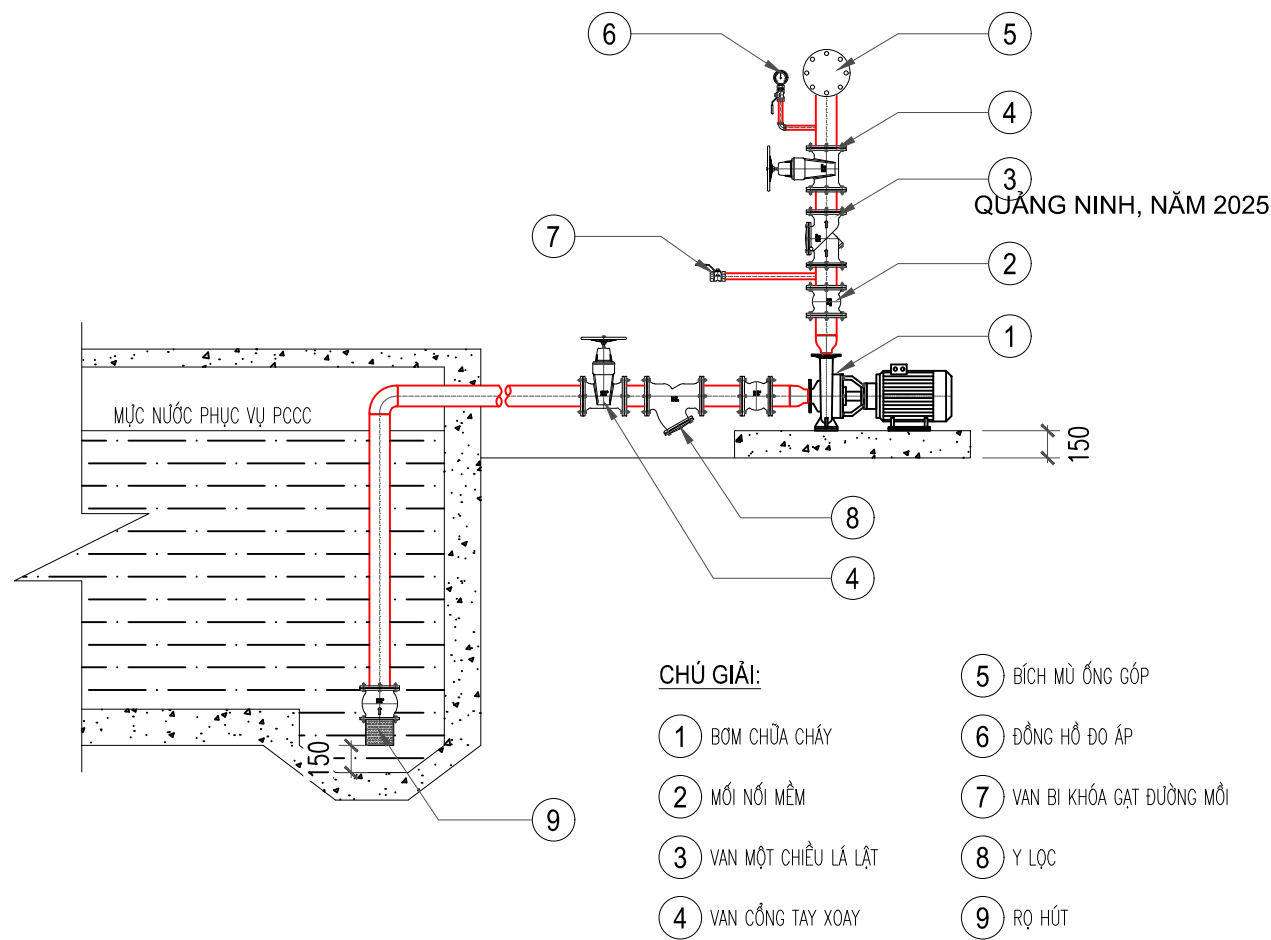 6
5
4
3
QUẢNG NINH, NĂM 2025
7
2
1
MỰC NƯỚC PHỤC VỤ PCCC
150
8
4
150
9
CHÚ GIẢI:
1 BƠM CHỮA CHÁY
2 MỐI NỐI MỀM
3 VAN MỘT CHIỀU LÁ LẬT
4 VAN CỔNG TAY XOAY
5 BÍCH MÙ ỐNG GÓP
6 ĐỒNG HỒ ĐO ÁP
7 VAN BI KHÓA GẠT ĐƯỜNG MỒI
8 Y LỌC
9 RỌ HÚT